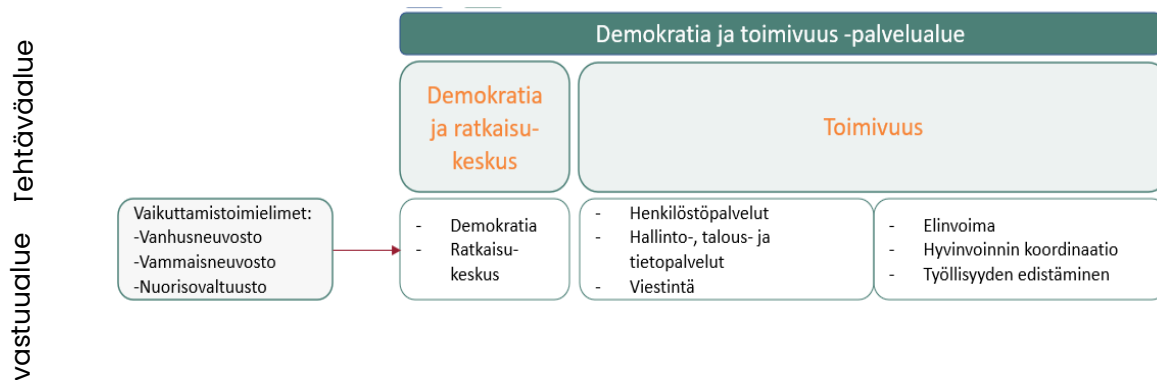 Demokratia ja toimivuus -palvelualue
Tehtäväalue
Demokratia
ja ratkaisu-
keskus
Toimivuus
vastuualue
Vaikuttamistoimielimet:
-Vanhusneuvosto
-Vammaisneuvosto
-Nuorisovaltuusto
- Demokratia
- Ratkaisu-
keskus
- Henkilöstöpalvelut
- Hallinto-, talous- ja
tietopalvelut
- Viestintä
- Elinvoima
- Hyvinvoinnin koordinaatio
- Työllisyyden edistäminen